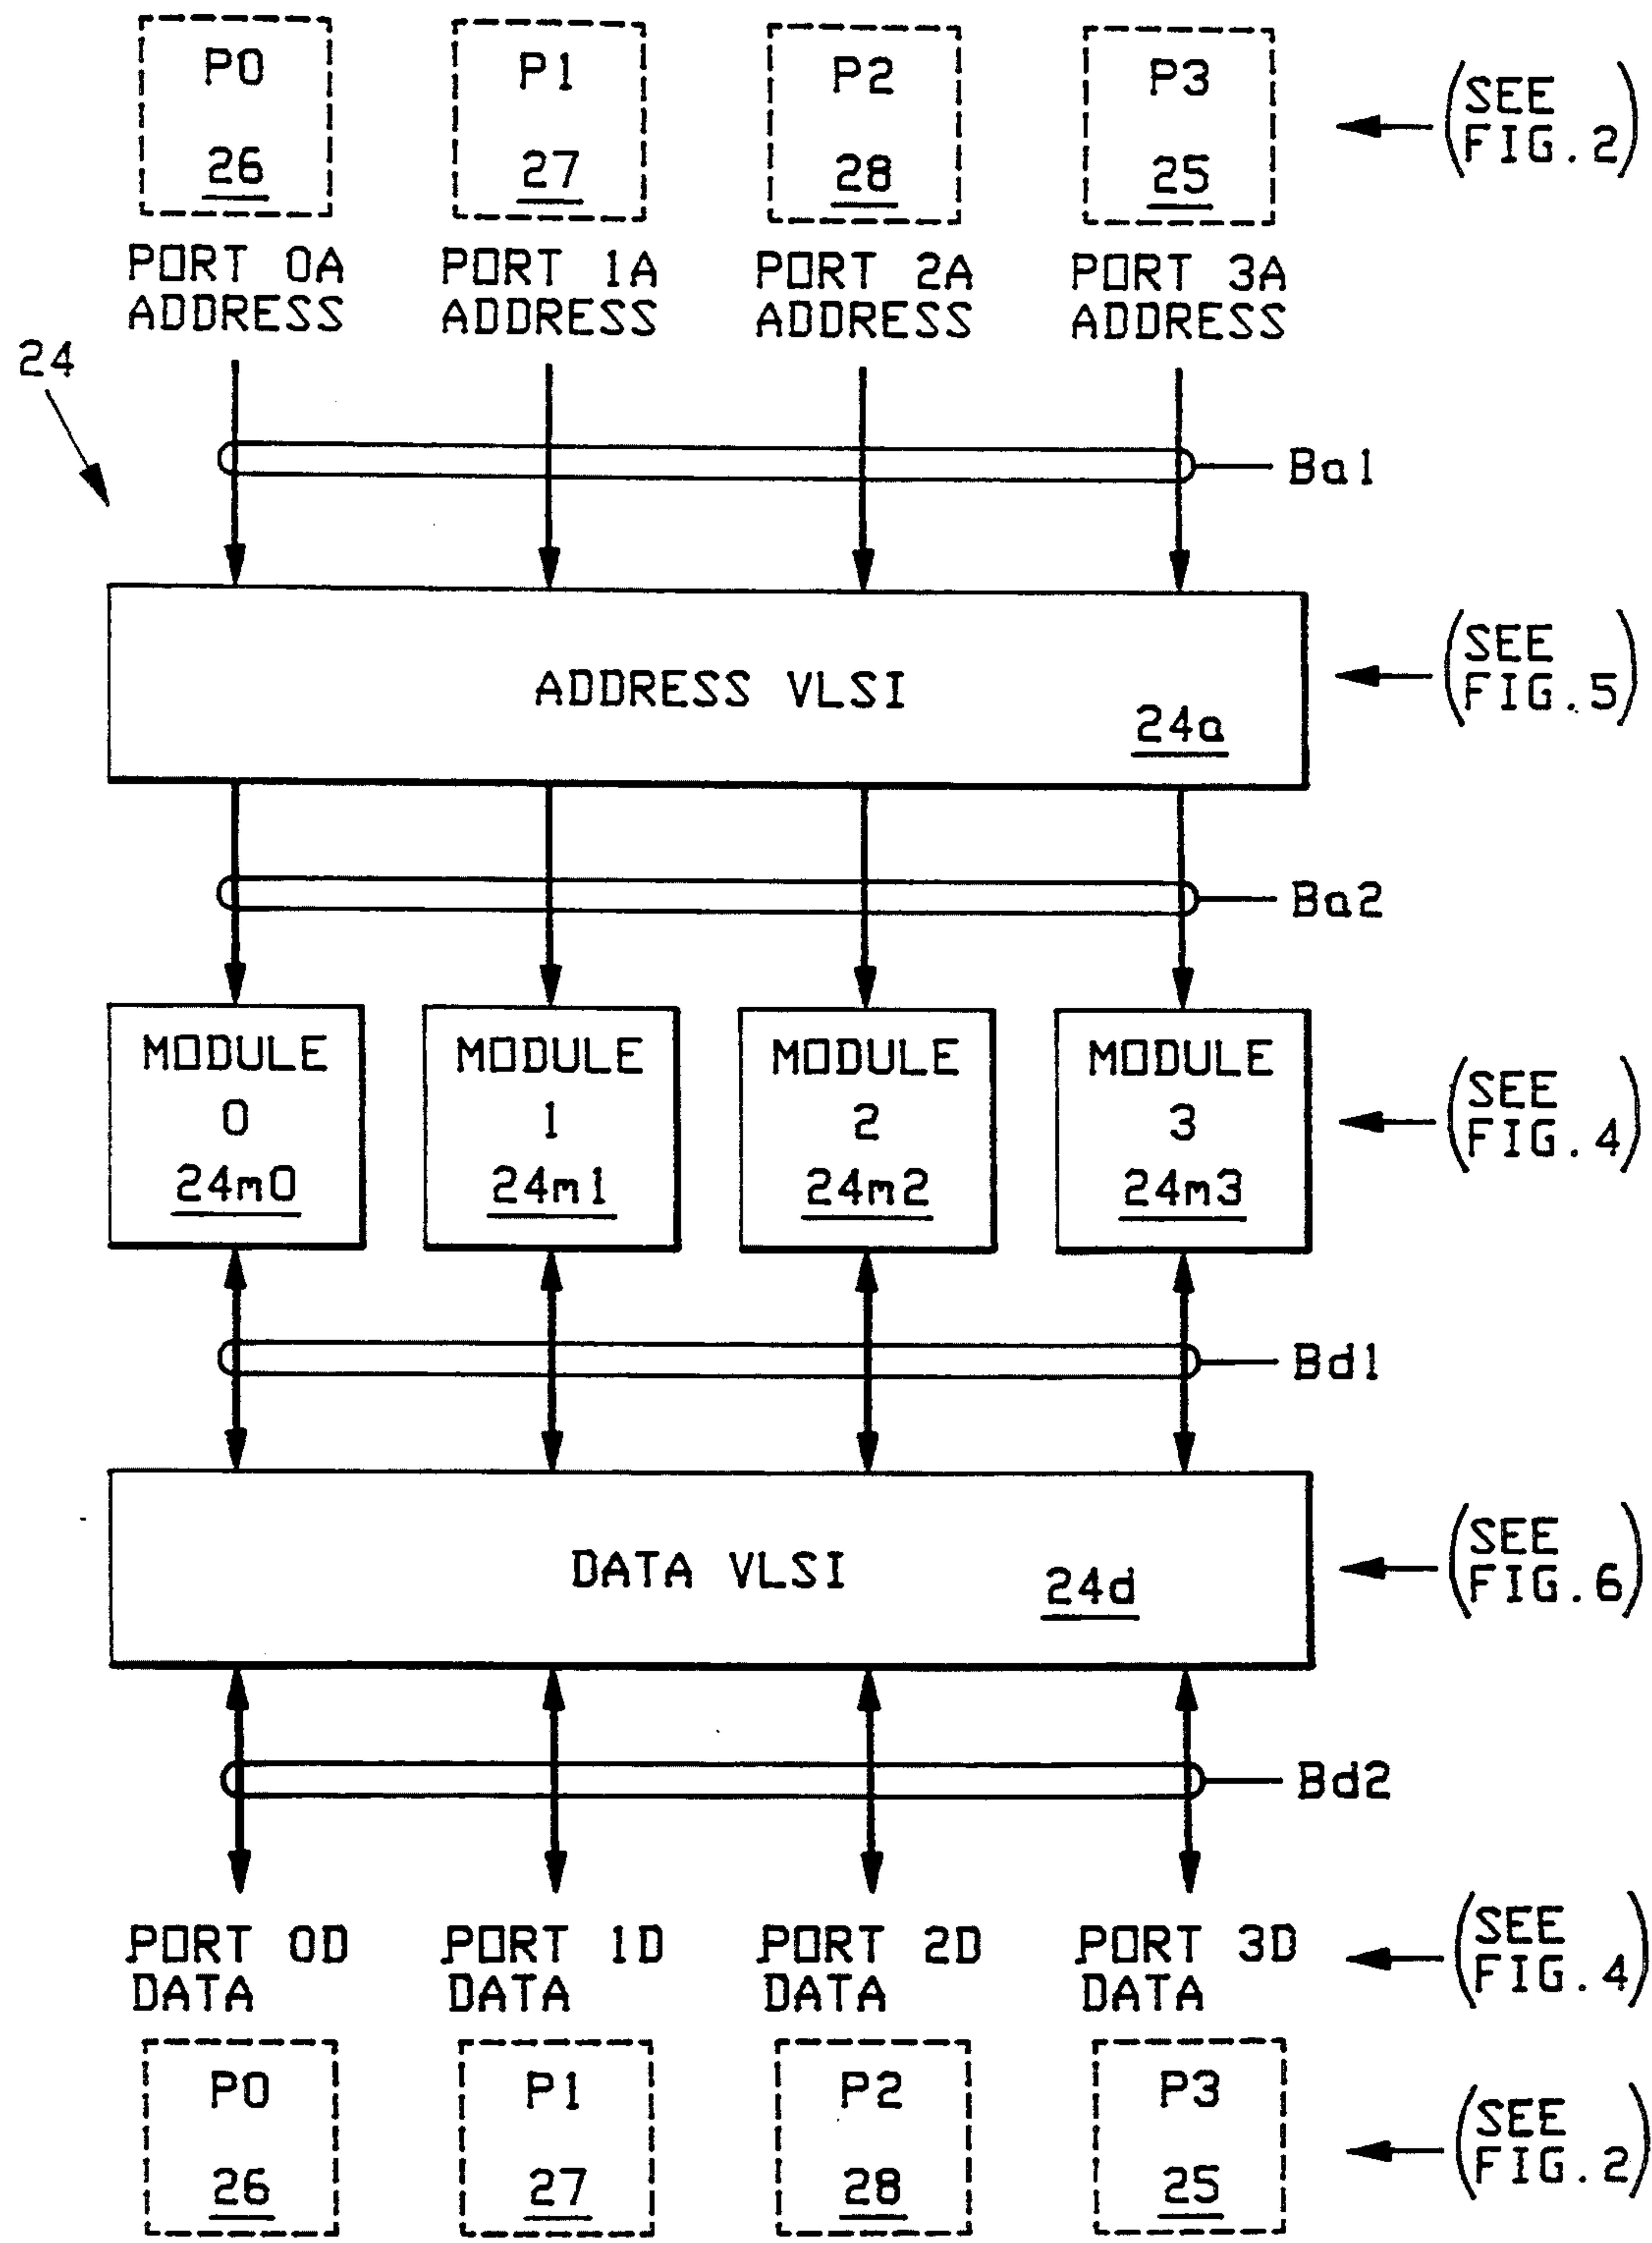 P0 P1 P2 P3
(SEE
FIG.2)
26 27 28 25
PORT 0A PORT 1A PORT 2A PORT 3A
ADDRESS ADDRESS ADDRESS ADDRESS
24
Ba1
ADDRESS VLSI
24a
(SEE
FIG.5)
Ba2
MODULE MODULE MODULE MODULE
0 1 2 3
24m0 24m1 24m2 24m3
(SEE
FIG.4)
Bd1
DATA VLSI
24d
(SEE
FIG.6)
Bd2
PORT 0D PORT 1D PORT 2D PORT 3D
DATA DATA DATA DATA
(SEE
FIG.4)
P0 P1 P2 P3
26 27 28 25
(SEE
FIG.2)